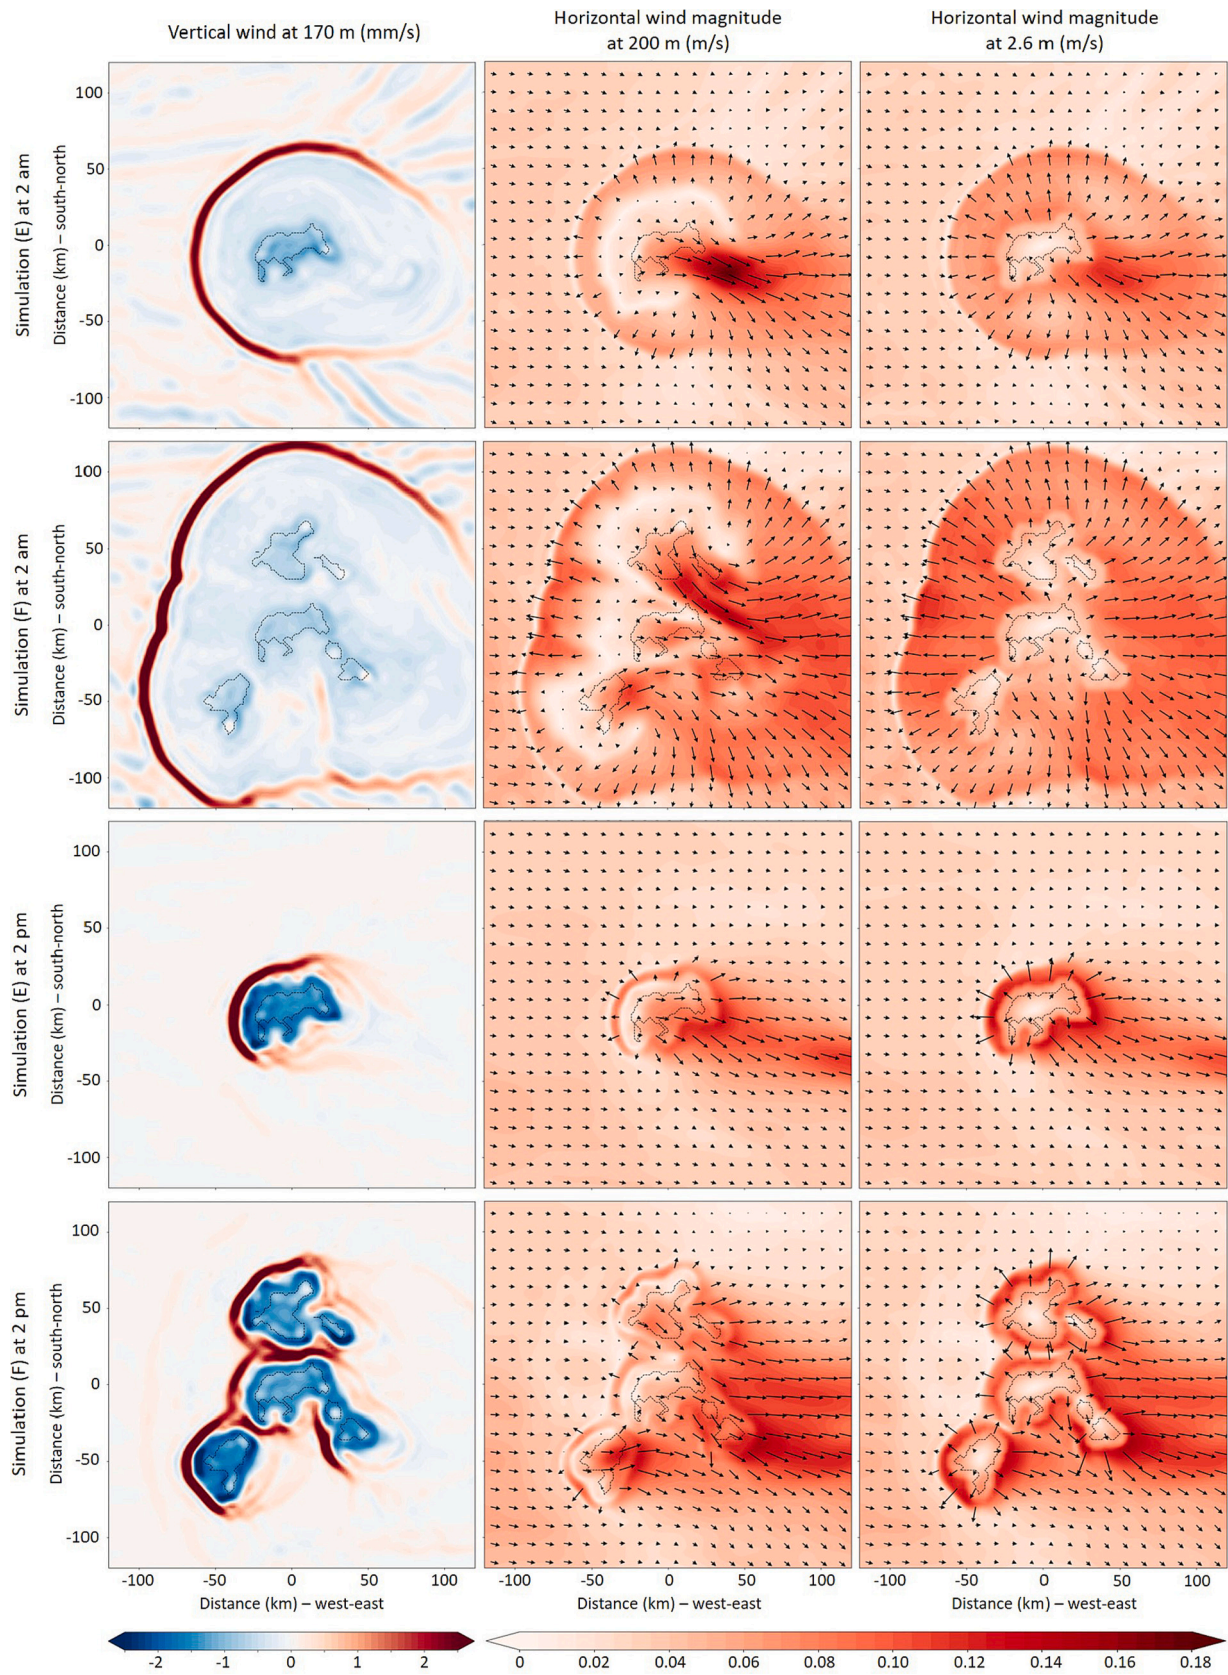 Vertical wind at 170 m (mm/s)
Horizontal wind magnitude
at 200 m (m/s)
Horizontal wind magnitude
at 2.6 m (m/s)
Simulation (E) at 2 am
Distance (km) – south-north
100
50
0
-50
-100
Simulation (F) at 2 am
Distance (km) – south-north
100
50
0
-50
-100
Simulation (E) at 2 pm
Distance (km) – south-north
100
50
0
-50
-100
Simulation (F) at 2 pm
Distance (km) – south-north
100
50
0
-50
-100
-100 -50 0 50 100
-100 -50 0 50 100
-100 -50 0 50 100
Distance (km) – west-east
Distance (km) – west-east
Distance (km) – west-east
-2 -1 0 1 2
0 0.02 0.04 0.06 0.08 0.10 0.12 0.14 0.16 0.18